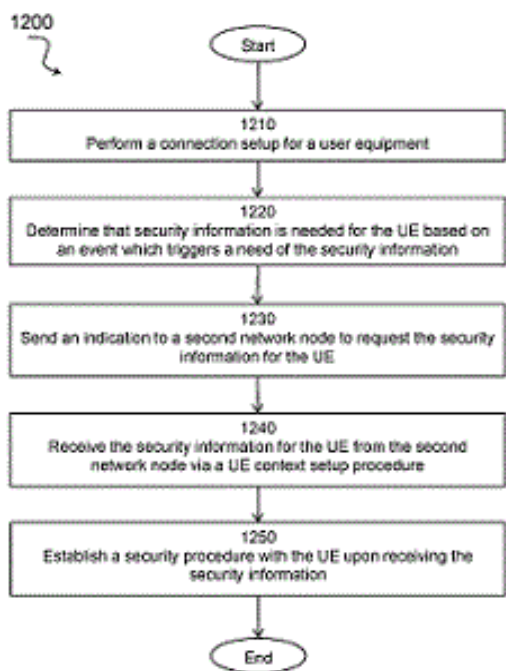 1200
Start
1210
Perform a connection setup for a user equipment
1220
Determine that security information is needed for the UE based on
an event which triggers a need of the security information
1230
Send an indication to a second network node to request the security
information for the UE
1240
Receive the security information for the UE from the second
network node via a UE context setup procedure
1250
Establish a security procedure with the UE upon receiving the
security information
End